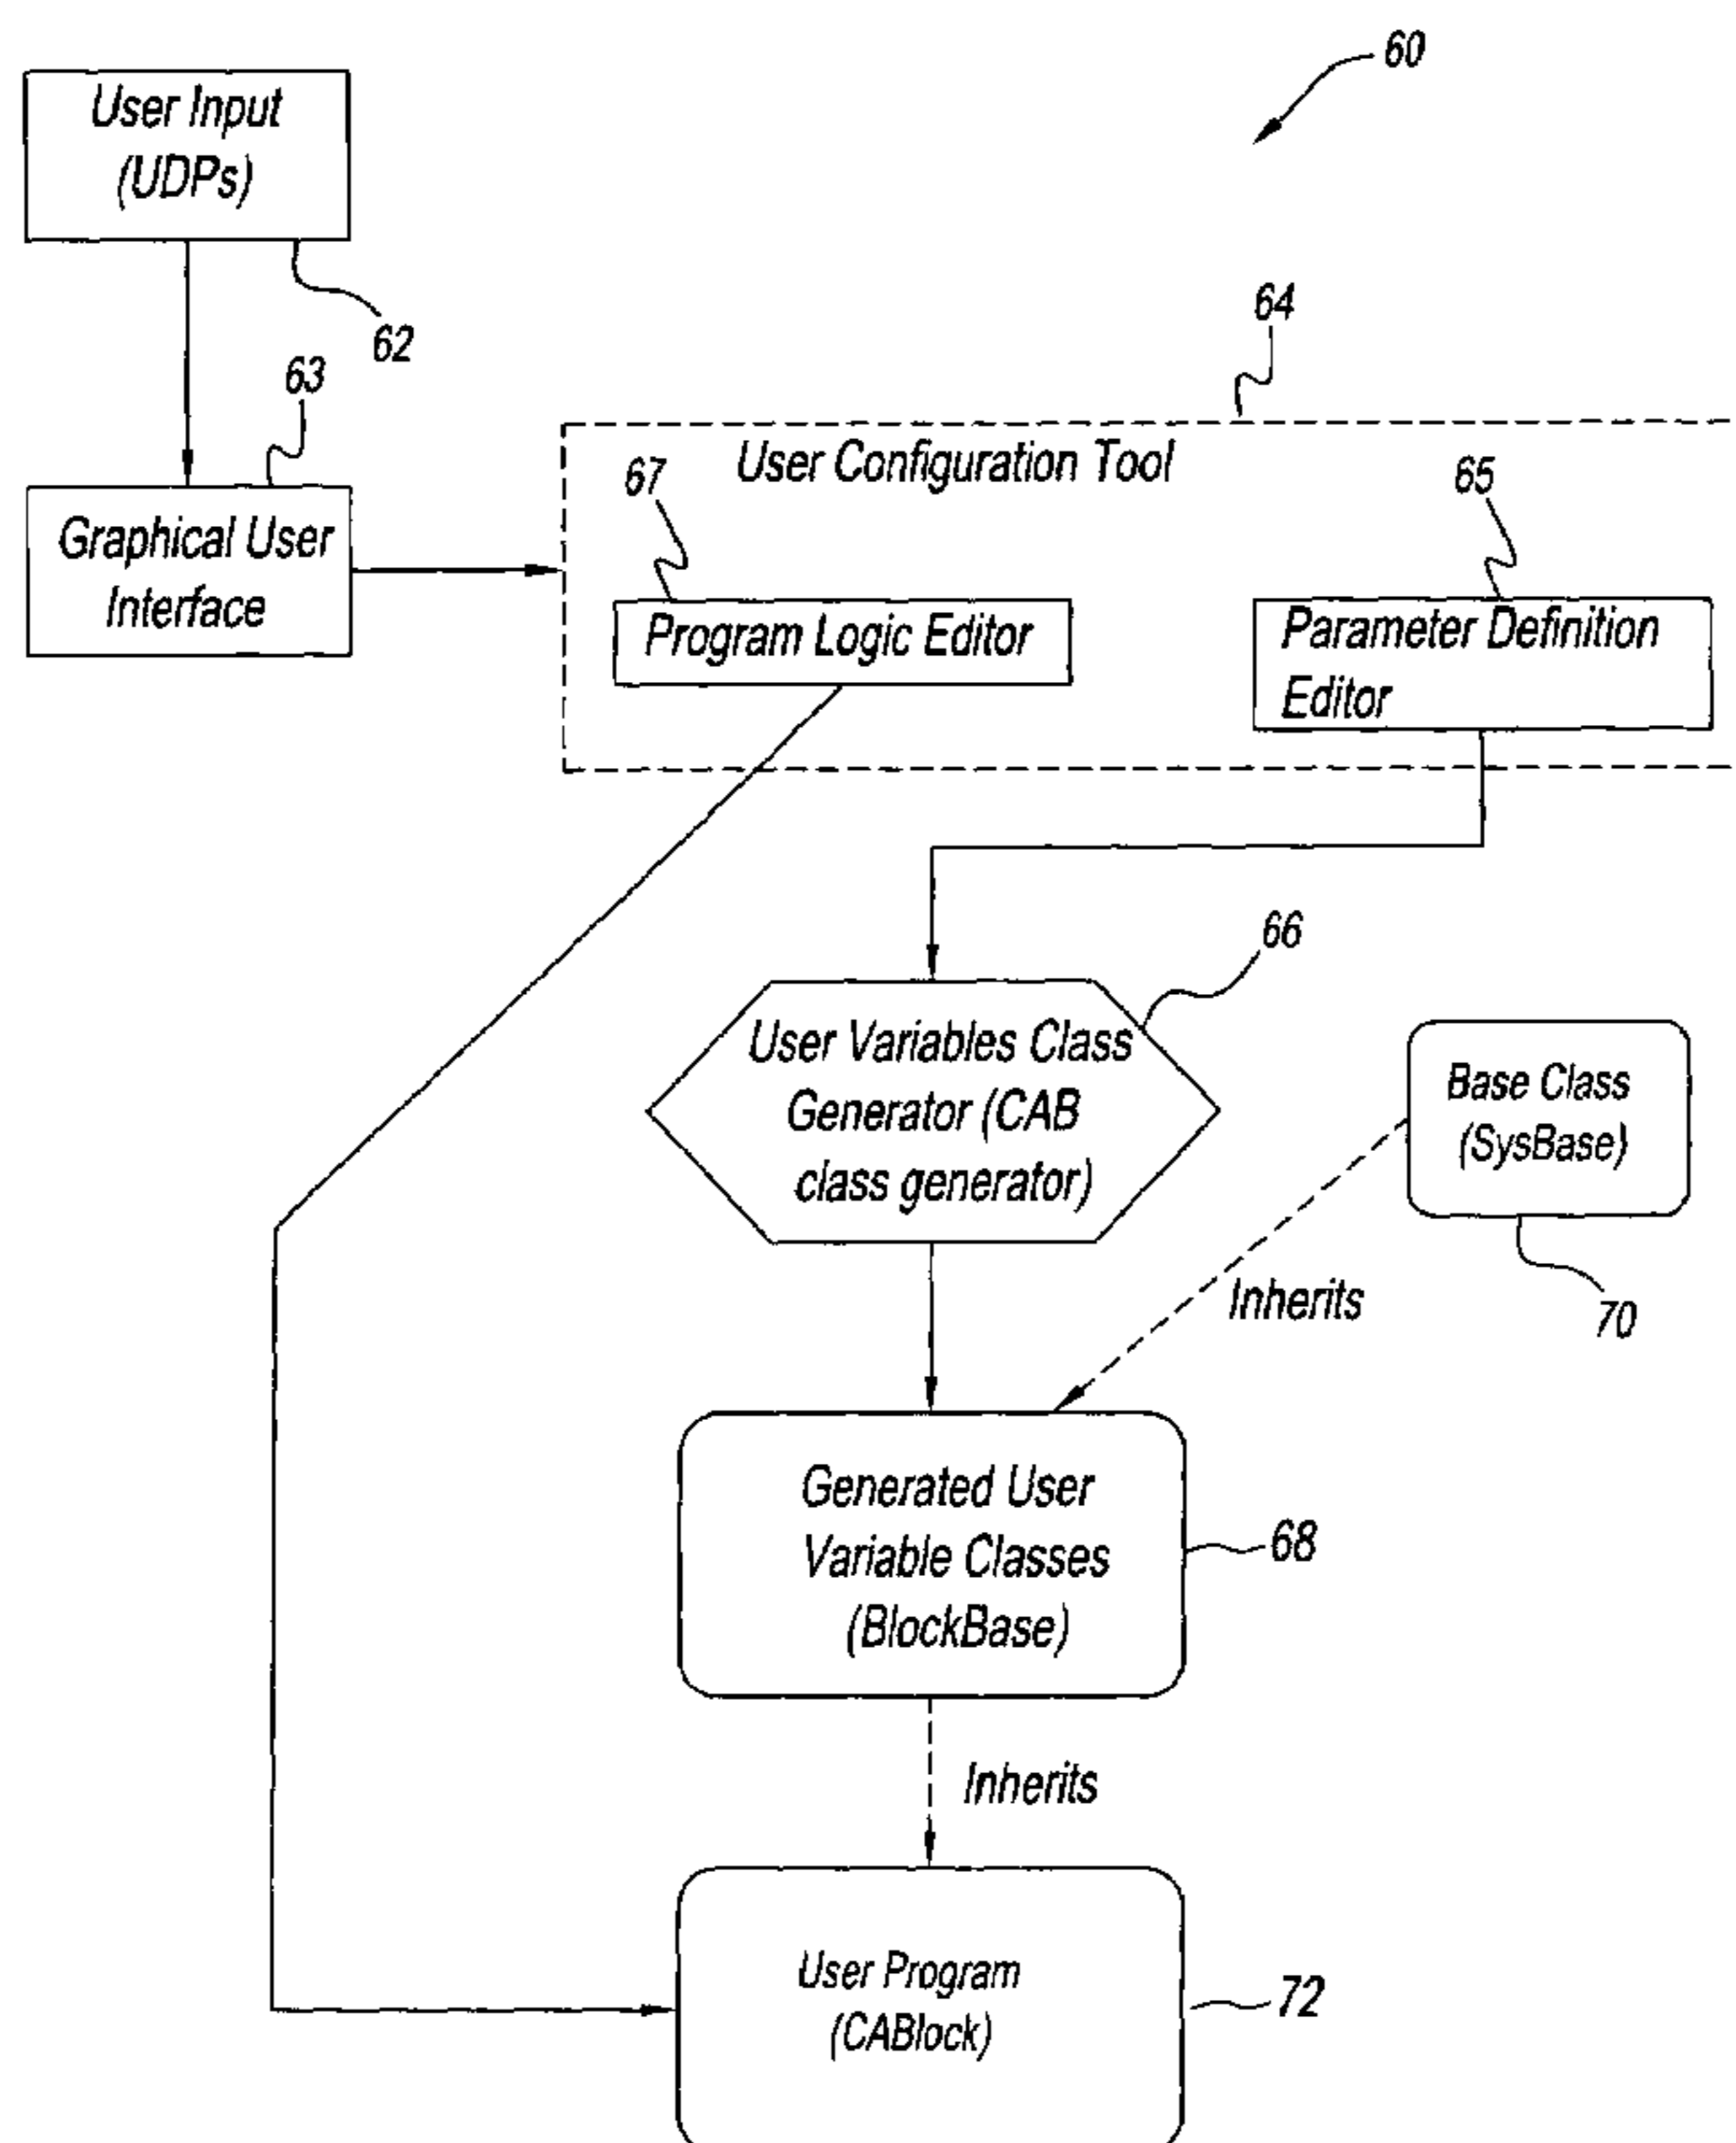 60
User Input
(UDPs)
62
63
64
Graphical User
Interface
User Configuration Tool
67
65
Program Logic Editor
Parameter Definition
Editor
66
User Variables Class
Generator (CAB
class generator)
Base Class
(SysBase)
70
Inherits
Generated User
Variable Classes
(BlockBase)
68
Inherits
User Program
(CABlock)
72